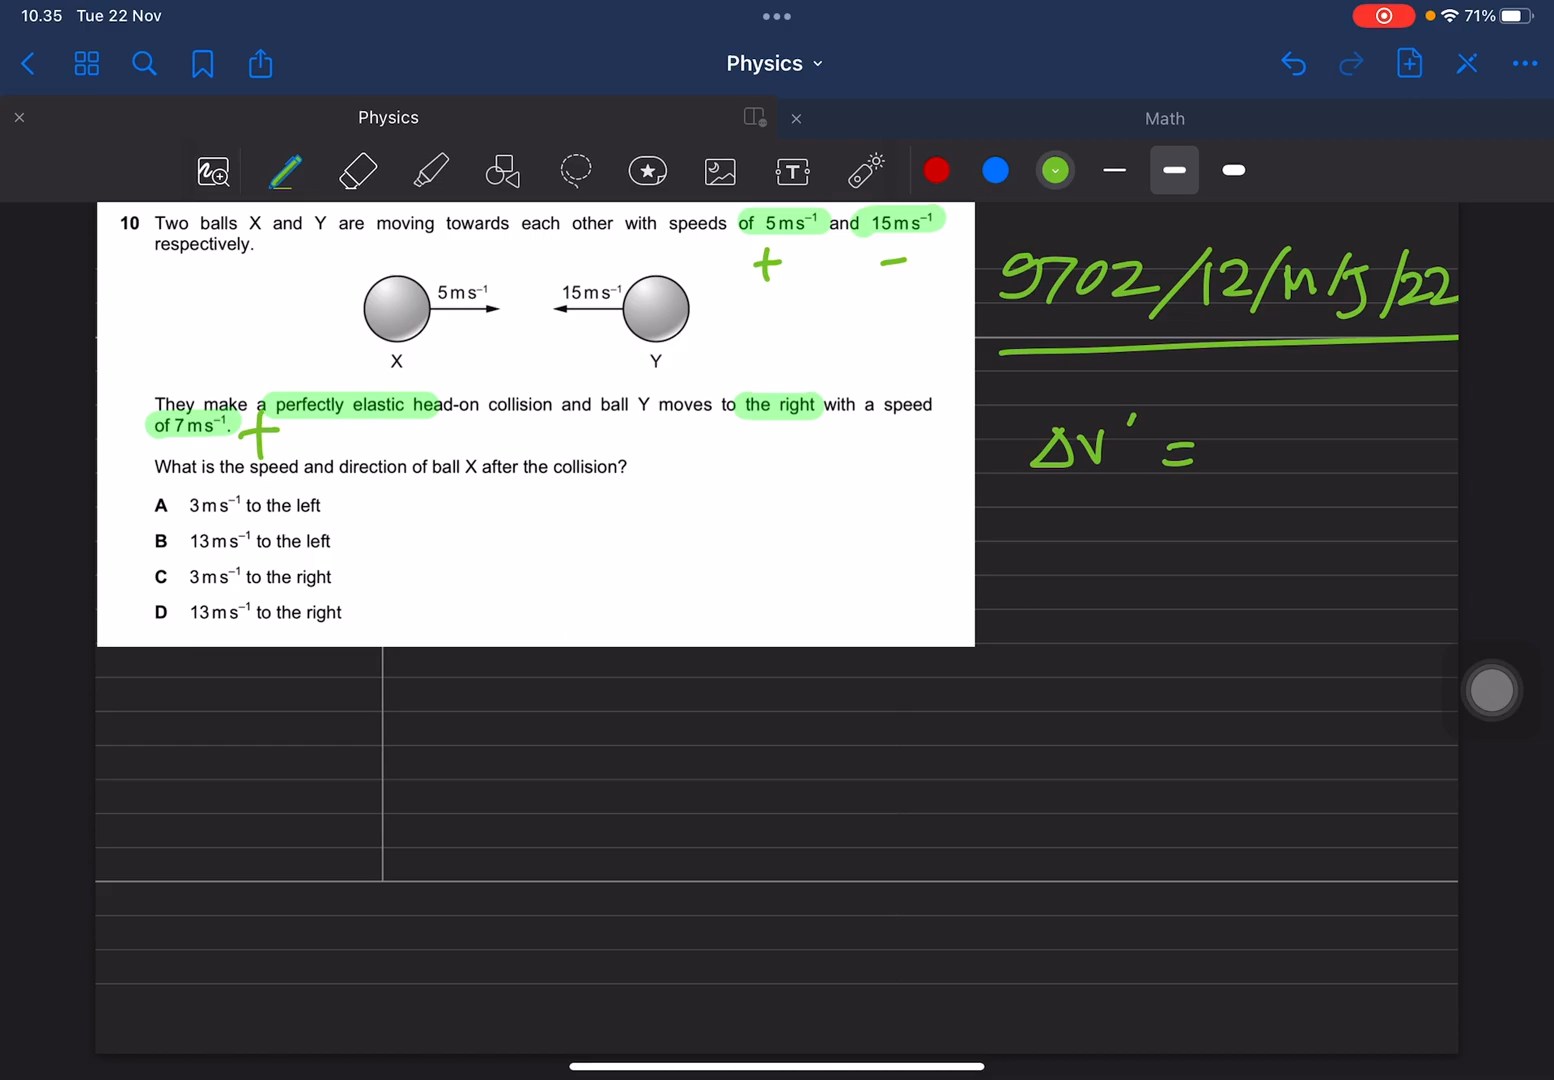 10.35 Tue 22 Nov
71%
Physics
Physics
Math
T
10 Two balls X and Y are moving towards each other with speeds of 5 m s⁻¹ and 15 m s⁻¹
respectively.
+ −
5 m s⁻¹ 15 m s⁻¹
X Y
They make a perfectly elastic head-on collision and ball Y moves to the right with a speed
of 7 m s⁻¹. +
What is the speed and direction of ball X after the collision?
A 3 m s⁻¹ to the left
B 13 m s⁻¹ to the left
C 3 m s⁻¹ to the right
D 13 m s⁻¹ to the right
9702/12/M/J/22
ΔV' =